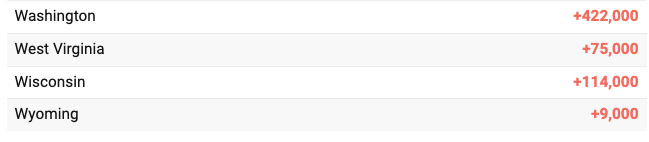 Washington +422,000
West Virginia +75,000
Wisconsin +114,000
Wyoming +9,000